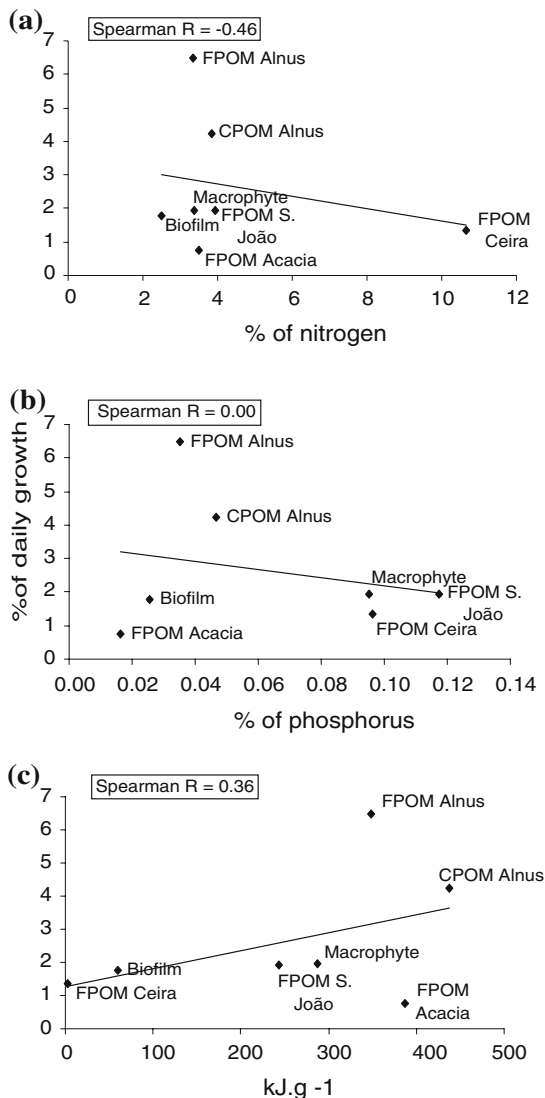 (a)
Spearman R = -0.46
7
6
5
4
3
2
1
0
FPOM Alnus
CPOM Alnus
Macrophyte
Biofilm
FPOM S.
João
FPOM Acacia
FPOM
Ceira
0 2 4 6 8 10 12
% of nitrogen
(b)
Spearman R = 0.00
%of daily growth
7
6
5
4
3
2
1
0
FPOM Alnus
CPOM Alnus
Biofilm
FPOM Acacia
Macrophyte
FPOM S.
João
FPOM Ceira
0.00 0.02 0.04 0.06 0.08 0.10 0.12 0.14
% of phosphorus
(c)
Spearman R = 0.36
7
6
5
4
3
2
1
0
FPOM Alnus
CPOM Alnus
Biofilm
FPOM Ceira
Macrophyte
FPOM S.
João
FPOM
Acacia
0 100 200 300 400 500
kJ.g -1